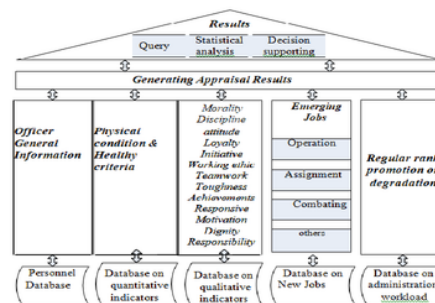 Results
Query
Statistical
analysis
Decision
supporting
Generating Appraisal Results
Officer
General
Information
Physical
condition &
Healthy
criteria
Morality
Discipline
attitude
Loyalty
Initiative
Working ethic
Teamwork
Toughness
Achievements
Responsive
Motivation
Dignity
Responsibility
Emerging
Jobs
Operation
Assignment
Combating
others
Regular rank
promotion or
degradation
Personnel
Database
Database on
quantitative
indicators
Database on
qualitative
indicators
Database on
New Jobs
Database on
administration
workload